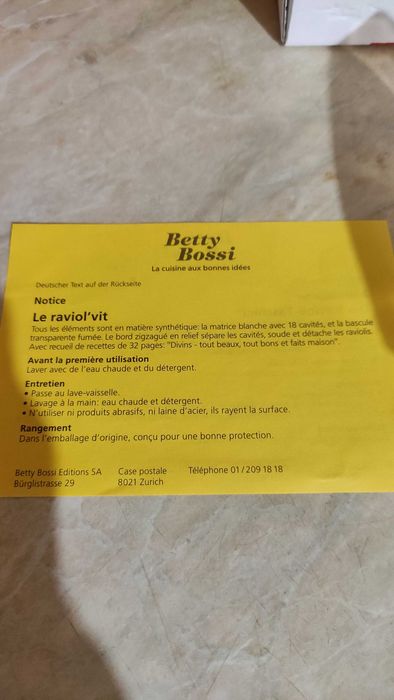 Betty
Bossi
La cuisine aux bonnes idées
Deutscher Text auf der Rückseite
Notice
Le raviol'vit
Tous les éléments sont en matière synthétique: la matrice blanche avec 18 cavités, et la bascule
transparente fumée. Le bord zigzagué en relief sépare les cavités, soude et détache les raviolis.
Avec recueil de recettes de 32 pages: "Divins - tout beaux, tout bons et faits maison".
Avant la première utilisation
Laver avec de l'eau chaude et du détergent.
Entretien
• Passe au lave-vaisselle.
• Lavage à la main: eau chaude et détergent.
• N'utiliser ni produits abrasifs, ni laine d'acier, ils rayent la surface.
Rangement
Dans l'emballage d'origine, conçu pour une bonne protection.
Betty Bossi Editions SA Case postale Téléphone 01/209 18 18
Bürglistrasse 29 8021 Zurich